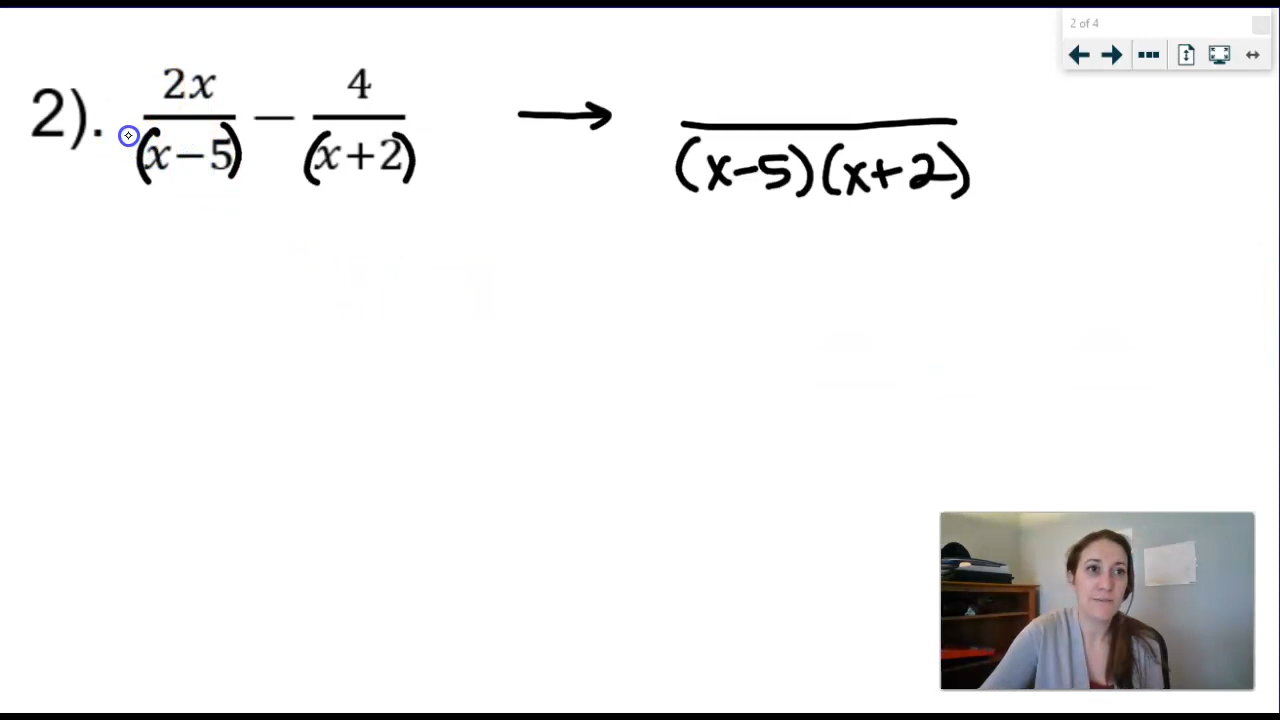 2 of 4
2). 2x/(x−5) − 4/(x+2) → /(x-5)(x+2)